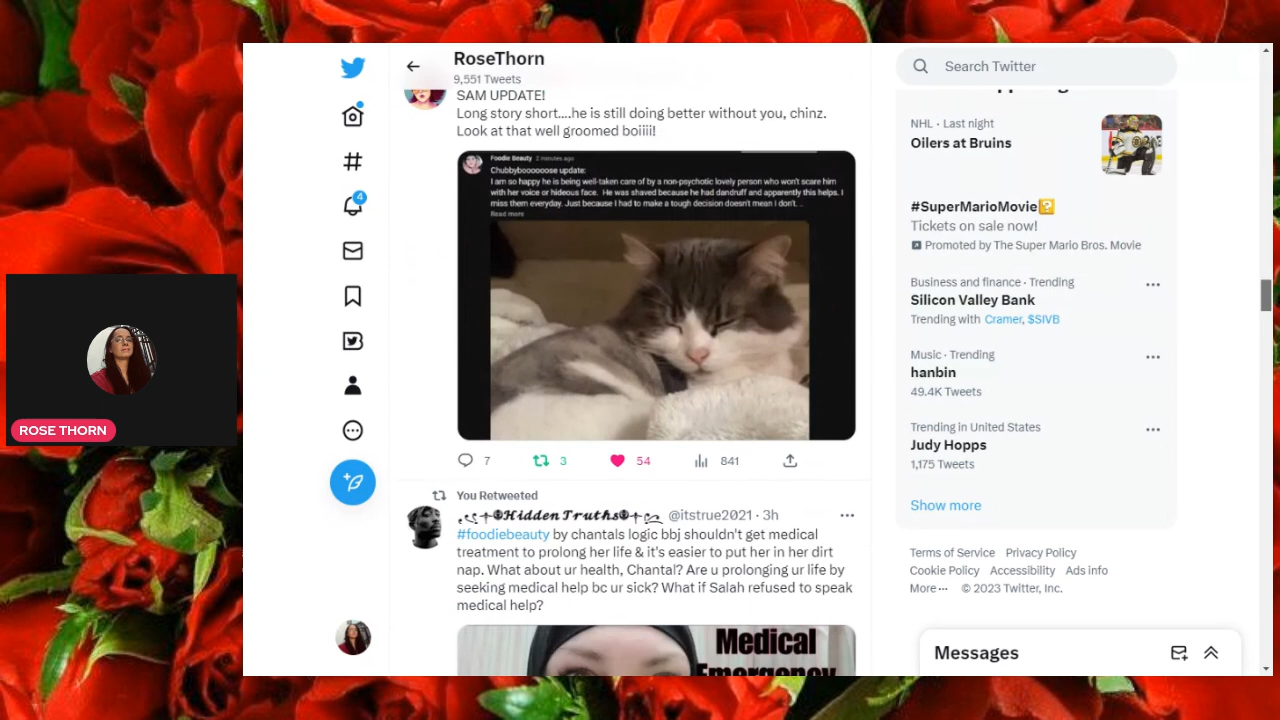 RoseThorn
9,551 Tweets
SAM UPDATE!
Long story short....he is still doing better without you, chinz.
Look at that well groomed boiiii!
Foodie Beauty 2 minutes ago
Chubbyboooooose update:
I am so happy he is being well-taken care of by a non-psychotic lovely person who won't scare him
with her voice or hideous face. He was shaved because he had dandruff and apparently this helps. I
miss them everyday. Just because I had to make a tough decision doesn't mean I don't. ..
Read more
7
3
54
841
You Retweeted
Hidden Truths @itstrue2021 · 3h
#foodiebeauty by chantals logic bbj shouldn't get medical
treatment to prolong her life & it's easier to put her in her dirt
nap. What about ur health, Chantal? Are u prolonging ur life by
seeking medical help bc ur sick? What if Salah refused to speak
medical help?
Medical
Emergency
4
ROSE THORN
Search Twitter
NHL · Last night
Oilers at Bruins
#SuperMarioMovie
Tickets on sale now!
Promoted by The Super Mario Bros. Movie
Business and finance · Trending
Silicon Valley Bank
Trending with Cramer, $SIVB
Music · Trending
hanbin
49.4K Tweets
Trending in United States
Judy Hopps
1,175 Tweets
Show more
Terms of Service Privacy Policy
Cookie Policy Accessibility Ads info
More ··· © 2023 Twitter, Inc.
Messages